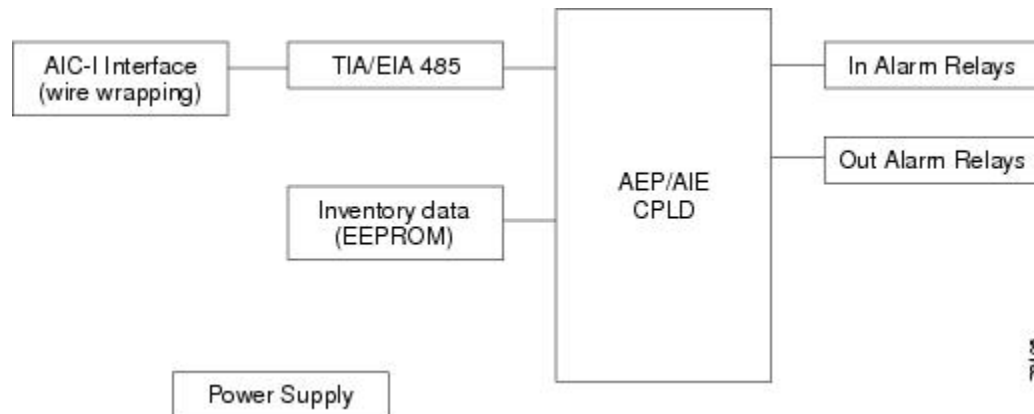 AIC-I Interface
(wire wrapping)
TIA/EIA 485
In Alarm Relays
Out Alarm Relays
AEP/AIE
CPLD
Inventory data
(EEPROM)
Power Supply